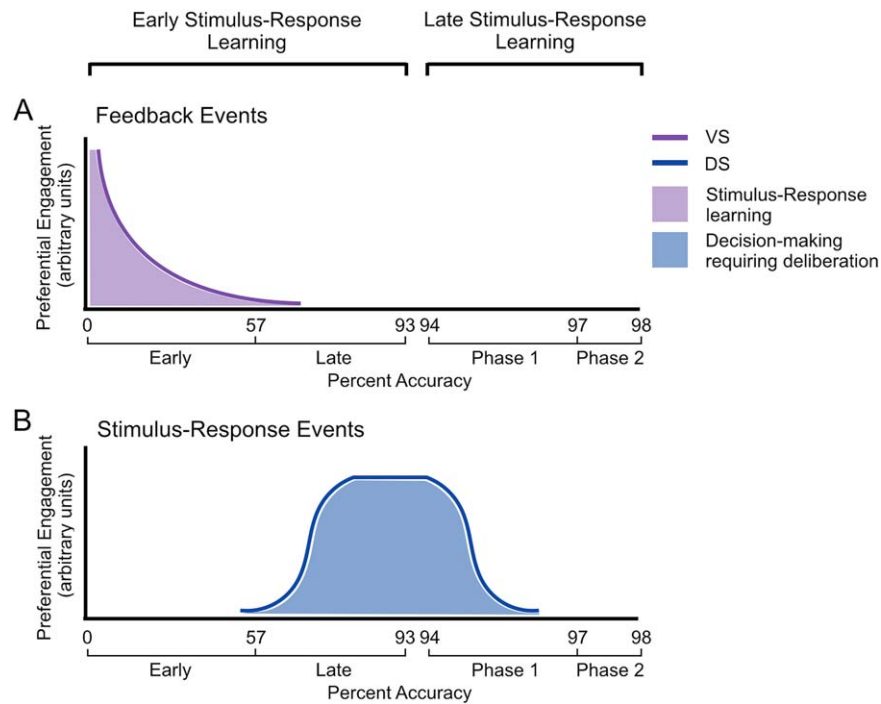 Early Stimulus-Response
Learning
Late Stimulus-Response
Learning
A
Feedback Events
Preferential Engagement
(arbitrary units)
0
57
93
94
97
98
Early
Late
Phase 1
Phase 2
Percent Accuracy
VS
DS
Stimulus-Response
learning
Decision-making
requiring deliberation
B
Stimulus-Response Events
Preferential Engagement
(arbitrary units)
0
57
93
94
97
98
Early
Late
Phase 1
Phase 2
Percent Accuracy